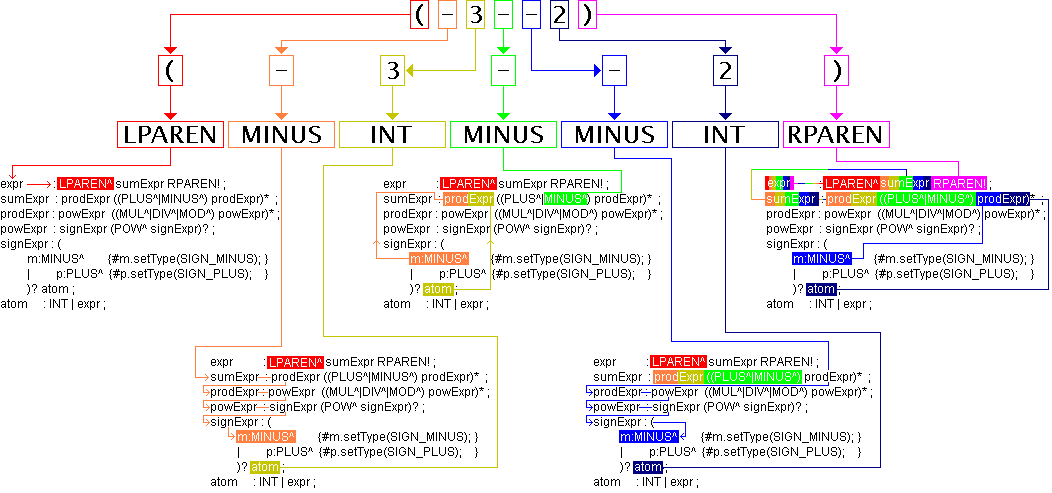 ( - 3 - - 2 )
( - 3 - - 2 )
LPAREN MINUS INT MINUS MINUS INT RPAREN
expr : LPAREN^ sumExpr RPAREN! ;
sumExpr : prodExpr ((PLUS^|MINUS^) prodExpr)* ;
prodExpr : powExpr ((MUL^|DIV^|MOD^) powExpr)* ;
powExpr : signExpr (POW^ signExpr)? ;
signExpr : (
m:MINUS^ {#m.setType(SIGN_MINUS); }
| p:PLUS^ {#p.setType(SIGN_PLUS); }
)? atom ;
atom : INT | expr ;
expr : LPAREN^ sumExpr RPAREN! ;
sumExpr : prodExpr ((PLUS^|MINUS^) prodExpr)* ;
prodExpr : powExpr ((MUL^|DIV^|MOD^) powExpr)* ;
powExpr : signExpr (POW^ signExpr)? ;
signExpr : (
m:MINUS^ {#m.setType(SIGN_MINUS); }
| p:PLUS^ {#p.setType(SIGN_PLUS); }
)? atom ;
atom : INT | expr ;
expr : LPAREN^ sumExpr RPAREN! ;
sumExpr : prodExpr ((PLUS^|MINUS^) prodExpr)* ;
prodExpr : powExpr ((MUL^|DIV^|MOD^) powExpr)* ;
powExpr : signExpr (POW^ signExpr)? ;
signExpr : (
m:MINUS^ {#m.setType(SIGN_MINUS); }
| p:PLUS^ {#p.setType(SIGN_PLUS); }
)? atom ;
atom : INT | expr ;
expr : LPAREN^ sumExpr RPAREN! ;
sumExpr : prodExpr ((PLUS^|MINUS^) prodExpr)* ;
prodExpr : powExpr ((MUL^|DIV^|MOD^) powExpr)* ;
powExpr : signExpr (POW^ signExpr)? ;
signExpr : (
m:MINUS^ {#m.setType(SIGN_MINUS); }
| p:PLUS^ {#p.setType(SIGN_PLUS); }
)? atom ;
atom : INT | expr ;
expr : LPAREN^ sumExpr RPAREN! ;
sumExpr : prodExpr ((PLUS^|MINUS^) prodExpr)* ;
prodExpr : powExpr ((MUL^|DIV^|MOD^) powExpr)* ;
powExpr : signExpr (POW^ signExpr)? ;
signExpr : (
m:MINUS^ {#m.setType(SIGN_MINUS); }
| p:PLUS^ {#p.setType(SIGN_PLUS); }
)? atom ;
atom : INT | expr ;